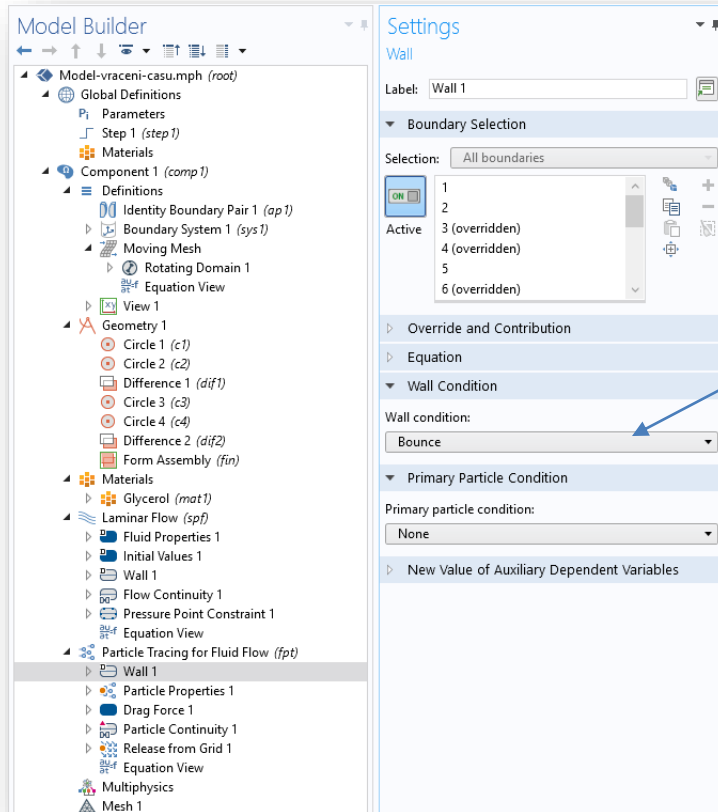 Model Builder
Model-vraceni-casu.mph (root)
Global Definitions
Pi Parameters
Step 1 (step1)
Materials
Component 1 (comp1)
Definitions
Identity Boundary Pair 1 (ap1)
Boundary System 1 (sys1)
Moving Mesh
Rotating Domain 1
Equation View
View 1
Geometry 1
Circle 1 (c1)
Circle 2 (c2)
Difference 1 (dif1)
Circle 3 (c3)
Circle 4 (c4)
Difference 2 (dif2)
Form Assembly (fin)
Materials
Glycerol (mat1)
Laminar Flow (spf)
Fluid Properties 1
Initial Values 1
Wall 1
Flow Continuity 1
Pressure Point Constraint 1
Equation View
Particle Tracing for Fluid Flow (fpt)
Wall 1
Particle Properties 1
Drag Force 1
Particle Continuity 1
Release from Grid 1
Equation View
Multiphysics
Mesh 1
Settings
Wall
Label: Wall 1
Boundary Selection
Selection: All boundaries
ON
Active
1
2
3 (overridden)
4 (overridden)
5
6 (overridden)
Override and Contribution
Equation
Wall Condition
Wall condition:
Bounce
Primary Particle Condition
Primary particle condition:
None
New Value of Auxiliary Dependent Variables